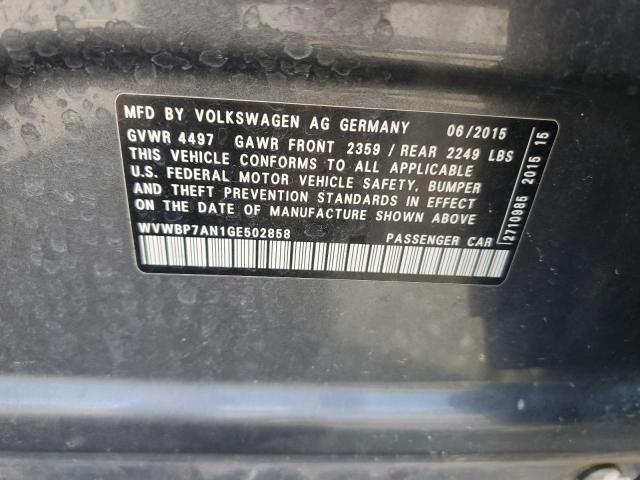 MFD BY VOLKSWAGEN AG GERMANY 06/2015
GVWR 4497 GAWR FRONT 2359 / REAR 2249 LBS
THIS VEHICLE CONFORMS TO ALL APPLICABLE
U.S. FEDERAL MOTOR VEHICLE SAFETY, BUMPER
AND THEFT PREVENTION STANDARDS IN EFFECT
ON THE DATE OF MANUFACTURE SHOWN ABOVE
WVWBP7AN1GE502858 PASSENGER CAR
2710985 2015 15